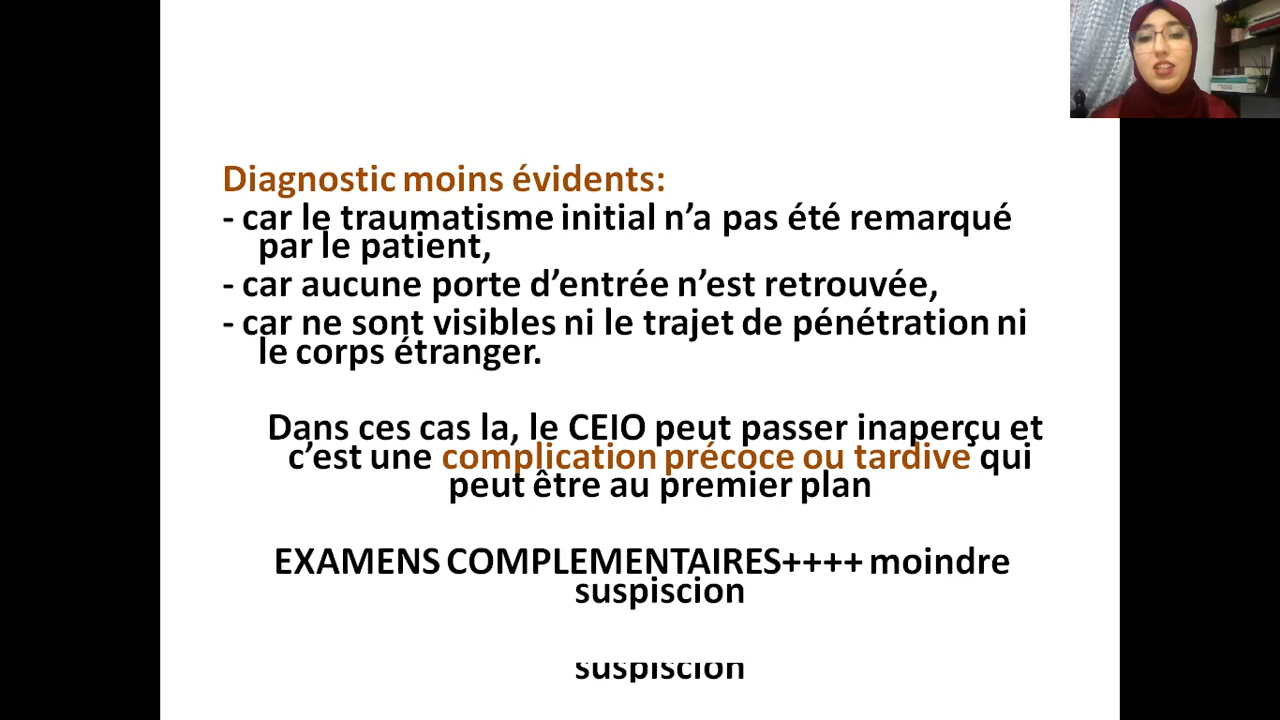 Diagnostic moins évidents:
- car le traumatisme initial n’a pas été remarqué
par le patient,
- car aucune porte d’entrée n’est retrouvée,
- car ne sont visibles ni le trajet de pénétration ni
le corps étranger.
Dans ces cas la, le CEIO peut passer inaperçu et
c’est une complication précoce ou tardive qui
peut être au premier plan
EXAMENS COMPLEMENTAIRES++++ moindre
suspiscion
suspiscion